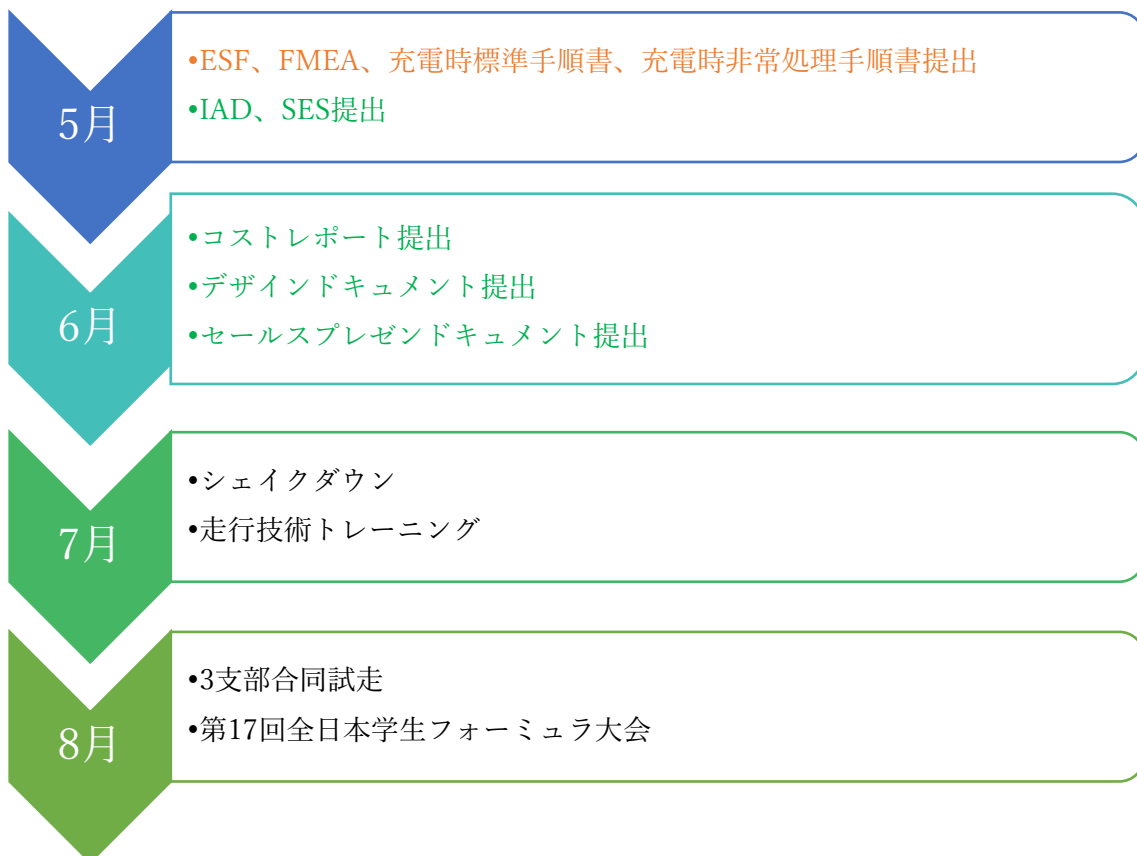 5月
•ESF、FMEA、充電時標準手順書、充電時非常処理手順書提出
•IAD、SES提出
6月
•コストレポート提出
•デザインドキュメント提出
•セールスプレゼンドキュメント提出
7月
•シェイクダウン
•走行技術トレーニング
8月
•3支部合同試走
•第17回全日本学生フォーミュラ大会